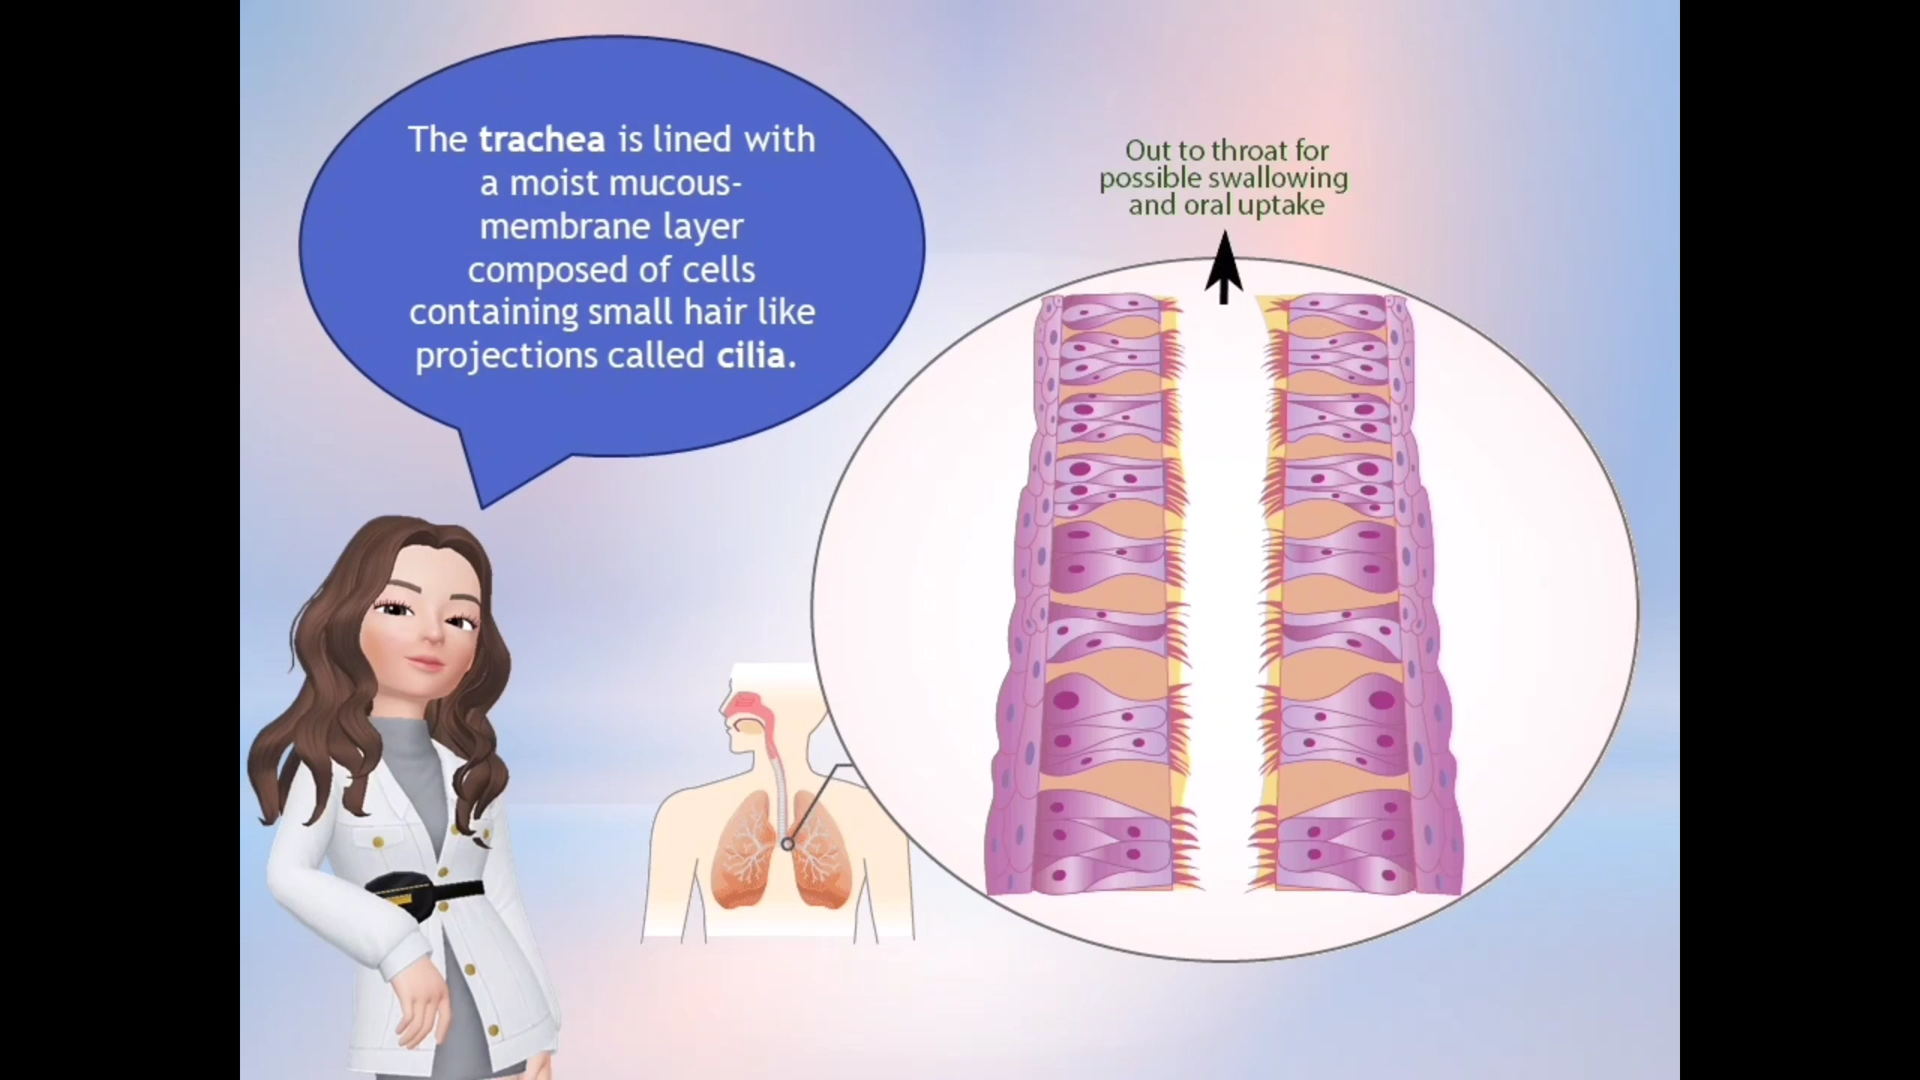 The trachea is lined with
a moist mucous-
membrane layer
composed of cells
containing small hair like
projections called cilia.
Out to throat for
possible swallowing
and oral uptake